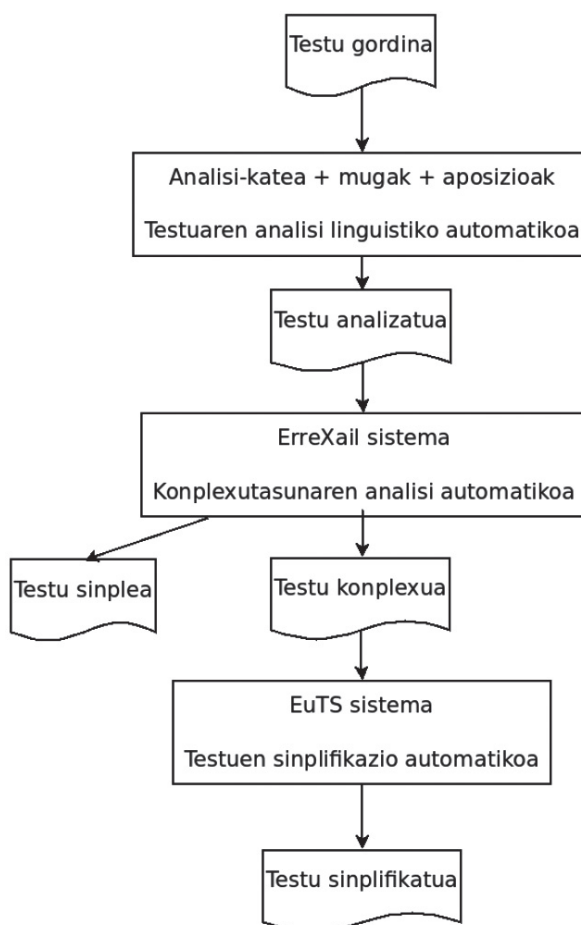 Testu gordina
Analisi-katea + mugak + aposizioak
Testuaren analisi linguistiko automatikoa
Testu analizatua
ErreXail sistema
Konplexutasunaren analisi automatikoa
Testu sinplea
Testu konplexua
EuTS sistema
Testuen sinplifikazio automatikoa
Testu sinplifikatua